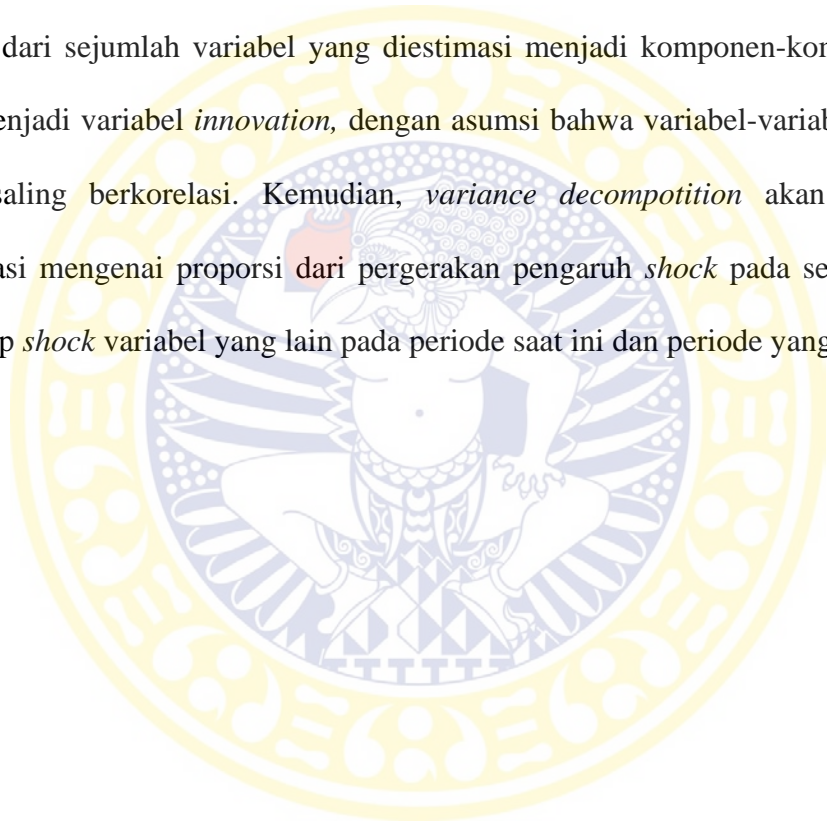 dari sejumlah variabel yang diestimasi menjadi komponen-kor
enjadi variabel innovation, dengan asumsi bahwa variabel-variab
saling berkorelasi. Kemudian, variance decompotition akan
asi mengenai proporsi dari pergerakan pengaruh shock pada se
p shock variabel yang lain pada periode saat ini dan periode yang